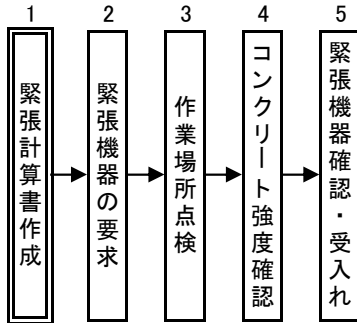 1
緊張計算書作成
2
緊張機器の要求
3
作業場所点検
4
コンクリート強度確認
5
緊張機器確認・受入れ